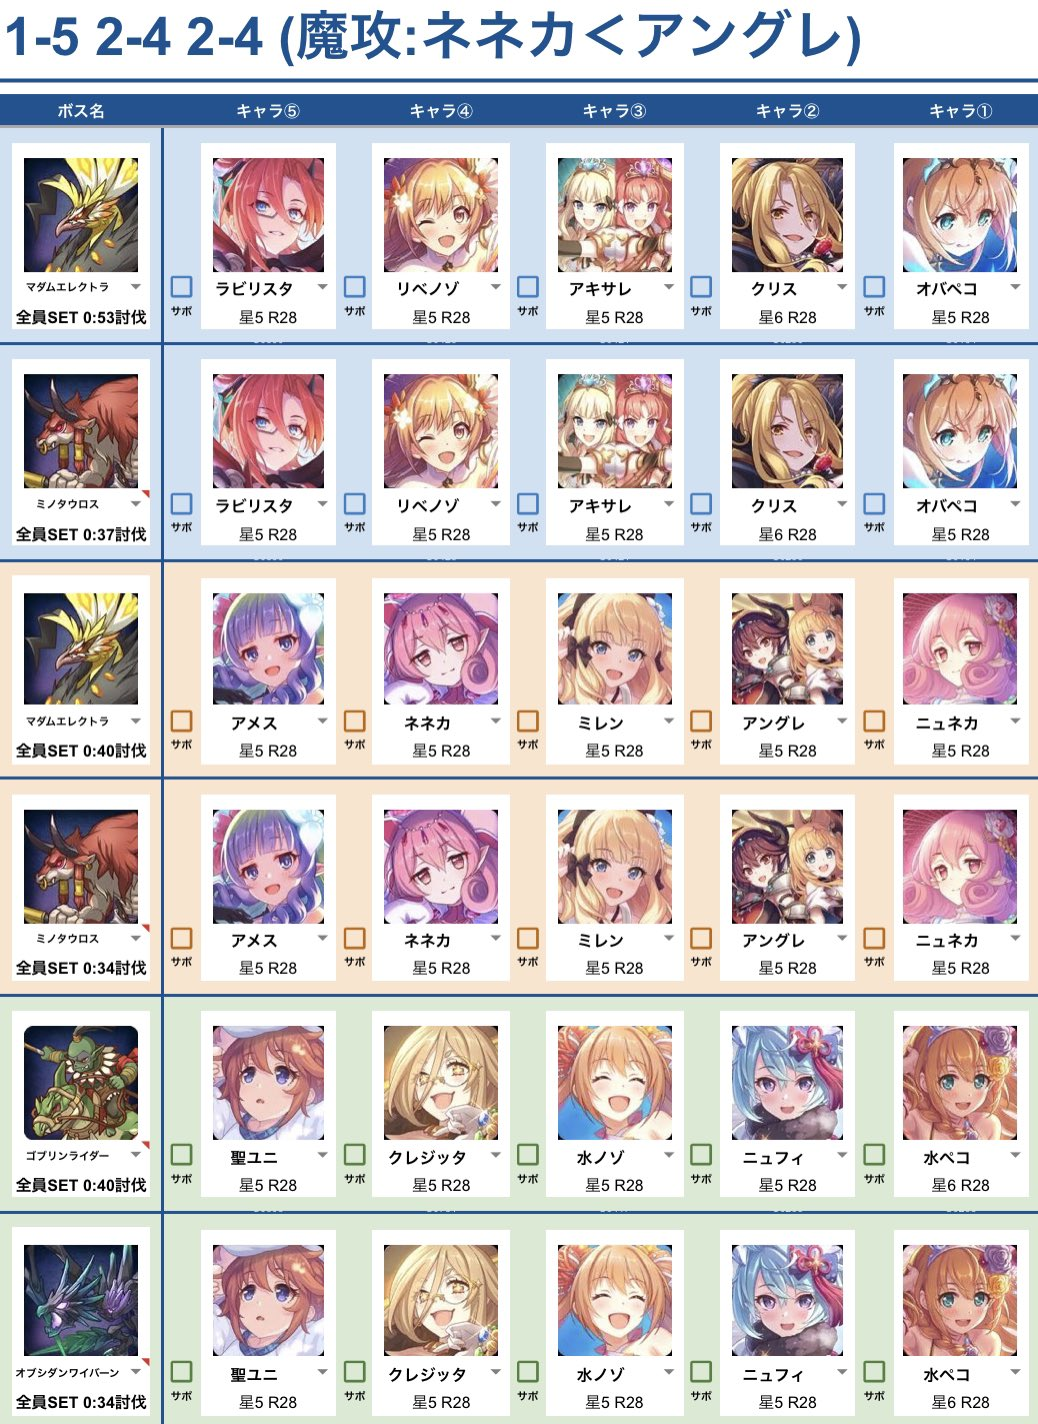 1-5 2-4 2-4 (魔攻:ネネカ＜アングレ)
ボス名 キャラ⑤ キャラ④ キャラ③ キャラ② キャラ①
マダムエレクトラ サポ ラビリスタ サポ リベノゾ サポ アキサレ サポ クリス サポ オバペコ
全員SET 0:53討伐 星5 R28 星5 R28 星5 R28 星6 R28 星5 R28
ミノタウロス サポ ラビリスタ サポ リベノゾ サポ アキサレ サポ クリス サポ オバペコ
全員SET 0:37討伐 星5 R28 星5 R28 星5 R28 星6 R28 星5 R28
マダムエレクトラ サポ アメス サポ ネネカ サポ ミレン サポ アングレ サポ ニュネカ
全員SET 0:40討伐 星5 R28 星5 R28 星5 R28 星5 R28 星5 R28
ミノタウロス サポ アメス サポ ネネカ サポ ミレン サポ アングレ サポ ニュネカ
全員SET 0:34討伐 星5 R28 星5 R28 星5 R28 星5 R28 星5 R28
ゴブリンライダー サポ 聖ユニ サポ クレジッタ サポ 水ノゾ サポ ニュフィ サポ 水ペコ
全員SET 0:40討伐 星5 R28 星5 R28 星5 R28 星5 R28 星6 R28
オブシダンワイバーン サポ 聖ユニ サポ クレジッタ サポ 水ノゾ サポ ニュフィ サポ 水ペコ
全員SET 0:34討伐 星5 R28 星5 R28 星5 R28 星5 R28 星6 R28